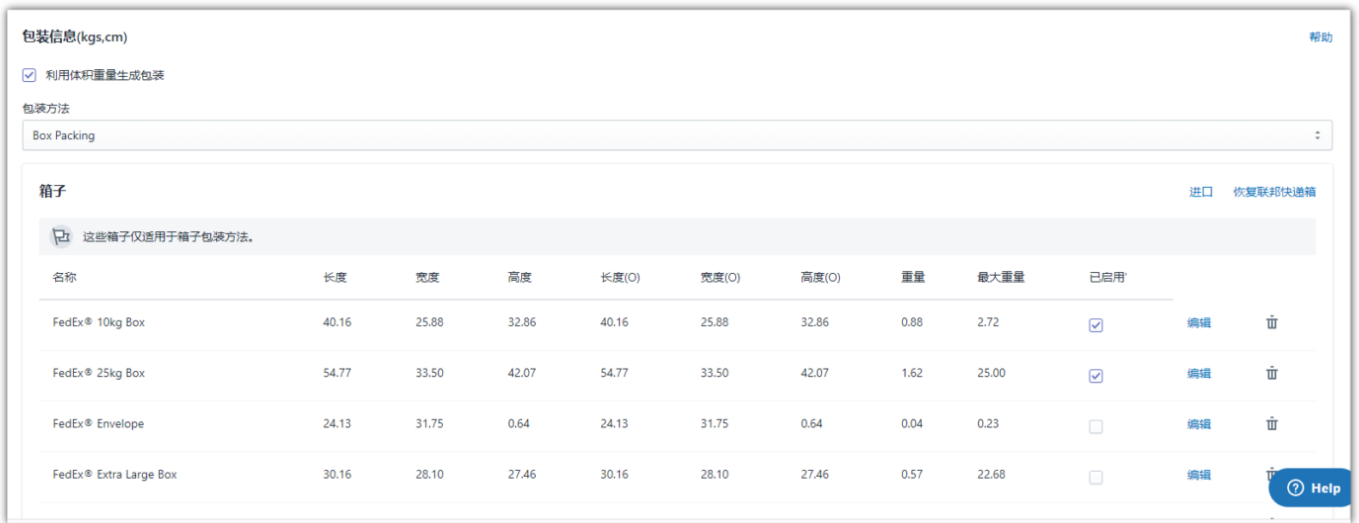 包装信息(kgs,cm) 帮助
利用体积重量生成包装
包装方法
Box Packing
箱子 进口 恢复联邦快递箱
这些箱子仅适用于箱子包装方法。
名称 长度 宽度 高度 长度(O) 宽度(O) 高度(O) 重量 最大重量 已启用'
FedEx® 10kg Box 40.16 25.88 32.86 40.16 25.88 32.86 0.88 2.72 编辑
FedEx® 25kg Box 54.77 33.50 42.07 54.77 33.50 42.07 1.62 25.00 编辑
FedEx® Envelope 24.13 31.75 0.64 24.13 31.75 0.64 0.04 0.23 编辑
FedEx® Extra Large Box 30.16 28.10 27.46 30.16 28.10 27.46 0.57 22.68 编辑
Help